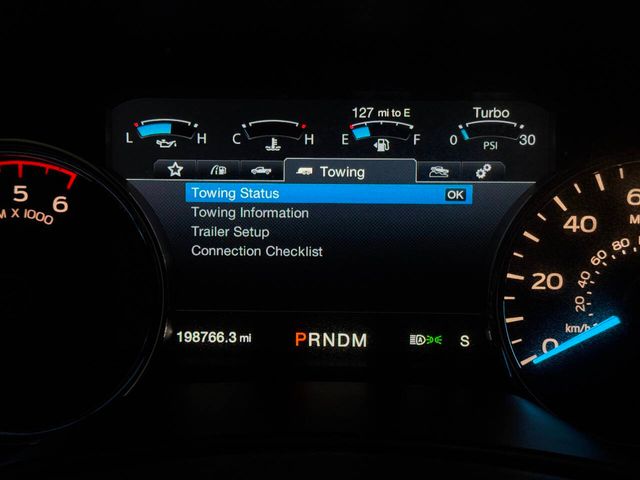 127 mi to E
Turbo
L H
C H
E F
0 30
PSI
Towing
Towing Status OK
Towing Information
Trailer Setup
Connection Checklist
198766.3 mi
PRNDM
A
S
5
6
M X 1000
0
20
40
6
M
20
40
60
80
km/h